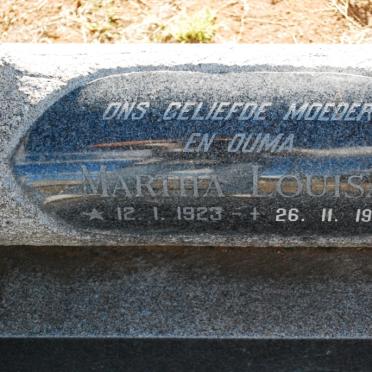 ONS GELIEFDE MOEDER
EN OUMA
MARTHA LOUIS
★ 12. 1. 1923 – + 26. 11. 19